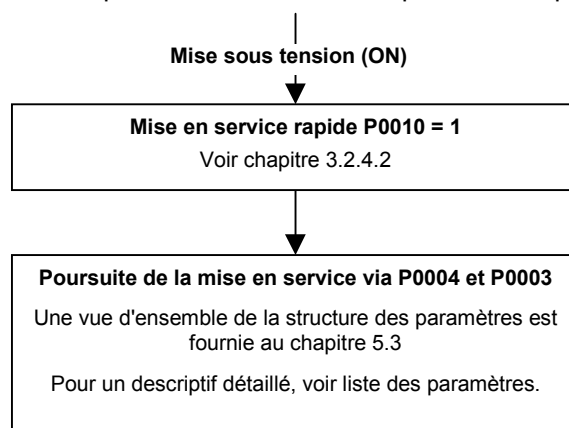 Mise sous tension (ON)
Mise en service rapide P0010 = 1
Voir chapitre 3.2.4.2
Poursuite de la mise en service via P0004 et P0003
Une vue d'ensemble de la structure des paramètres est
fournie au chapitre 5.3
Pour un descriptif détaillé, voir liste des paramètres.